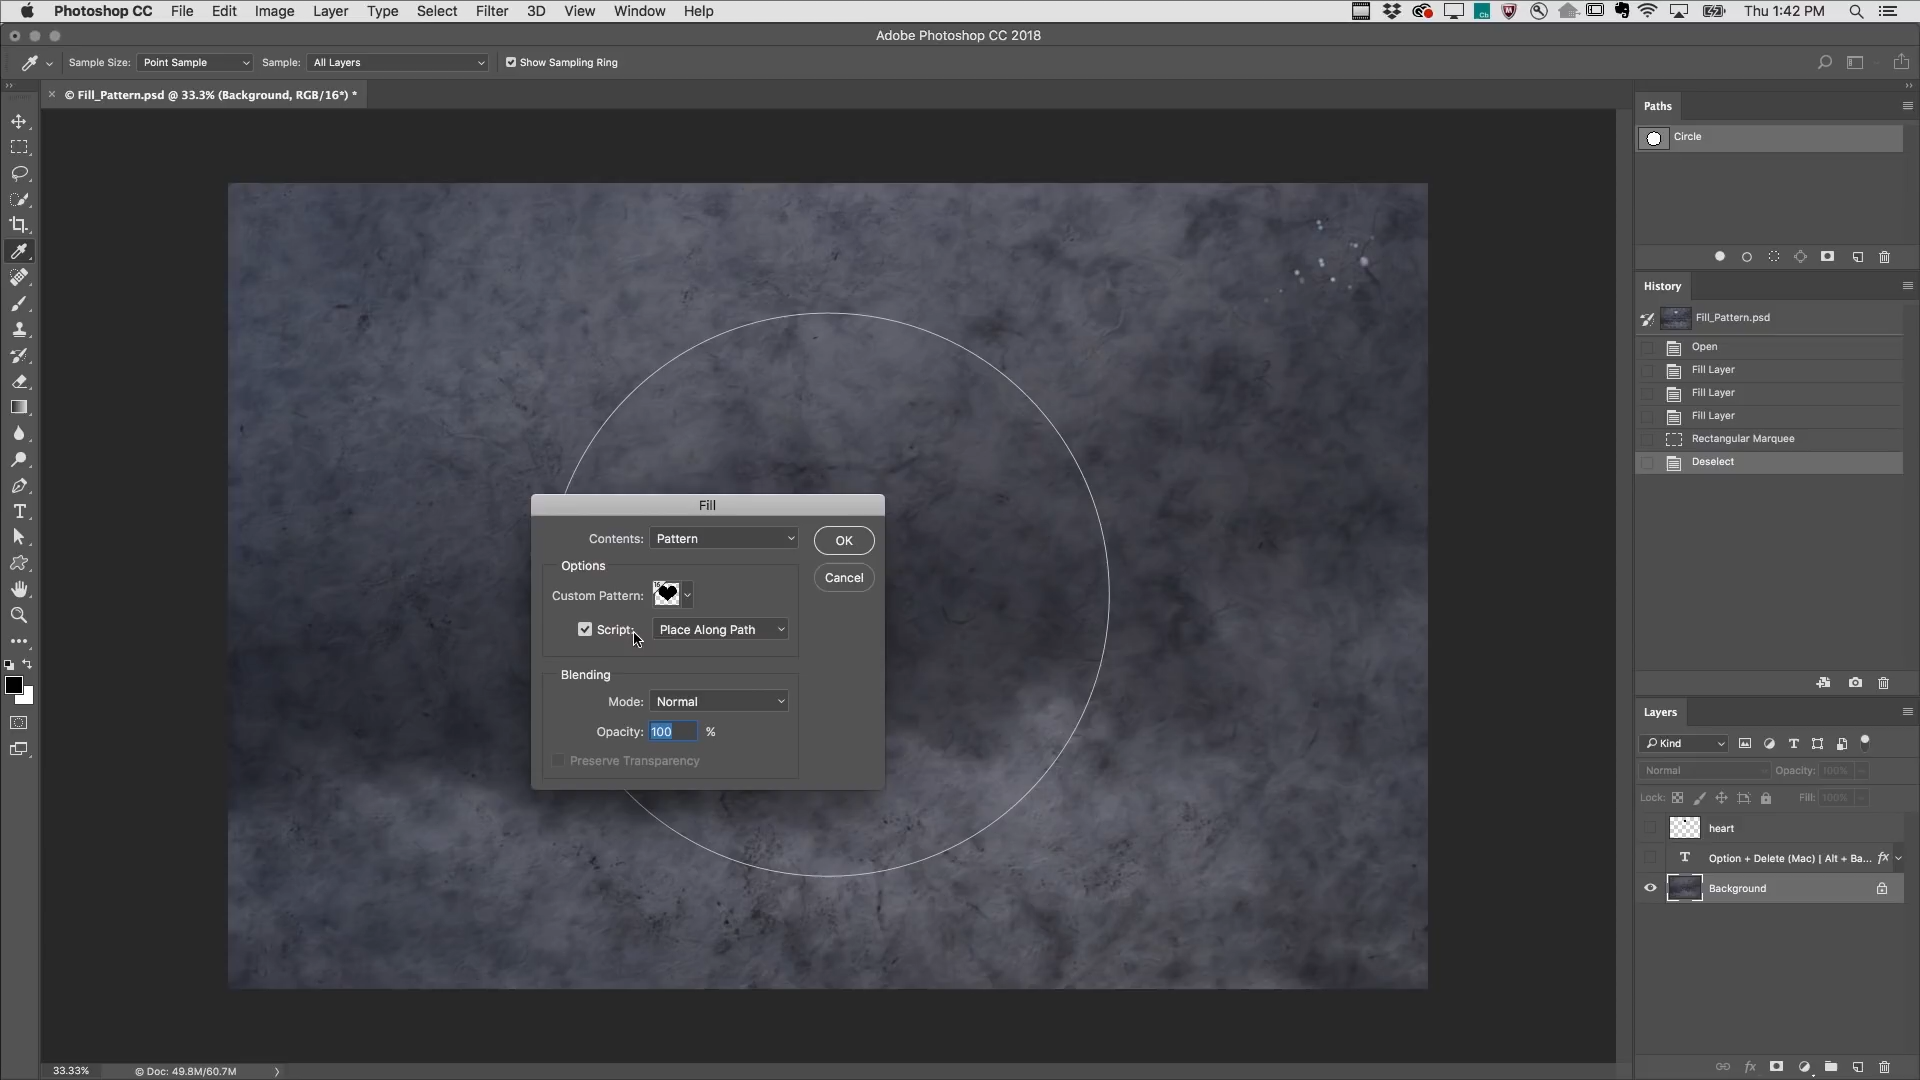 Photoshop CC File Edit Image Layer Type Select Filter 3D View Window Help Thu 1:42 PM
Adobe Photoshop CC 2018
Sample Size: Point Sample Sample: All Layers Show Sampling Ring
© Fill_Pattern.psd @ 33.3% (Background, RGB/16*) *
Paths
Circle
History
Fill_Pattern.psd
Open
Fill Layer
Fill Layer
Fill Layer
Rectangular Marquee
Deselect
Fill
Contents: Pattern
OK
Options
Cancel
Custom Pattern:
Script: Place Along Path
Blending
Mode: Normal
Opacity: 100 %
Preserve Transparency
Layers
Kind
Normal Opacity: 100%
Lock: Fill: 100%
heart
Option + Delete (Mac) | Alt + Ba... fx
Background
33.33% © Doc: 49.8M/60.7M